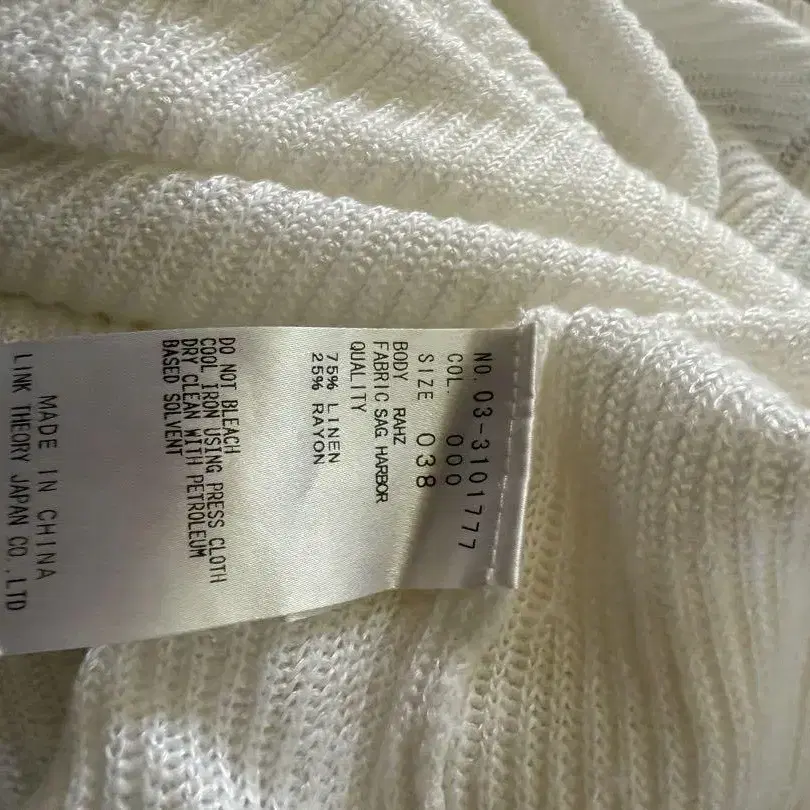 NO. 03-3101777
COL. 000
SIZE 038
BODY RAHZ
FABRIC SAG HARBOR
QUALITY
75% LINEN
25% RAYON
DO NOT BLEACH
COOL IRON USING PRESS CLOTH
DRY CLEAN WITH PETROLEUM
BASED SOLVENT
MADE IN CHINA
LINK THEORY JAPAN CO.,LTD